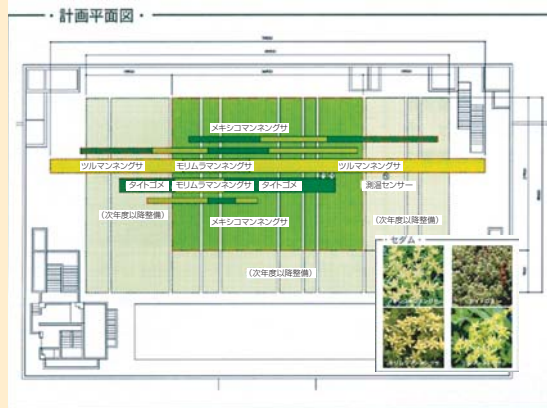 ・計画平面図・
メキシコマンネングサ
ツルマンネングサ モリムラマンネングサ ツルマンネングサ
タイトゴメ モリムラマンネングサ タイトゴメ 測温センサー
(次年度以降整備) メキシコマンネングサ (次年度以降整備)
(次年度以降整備)
・セダム・